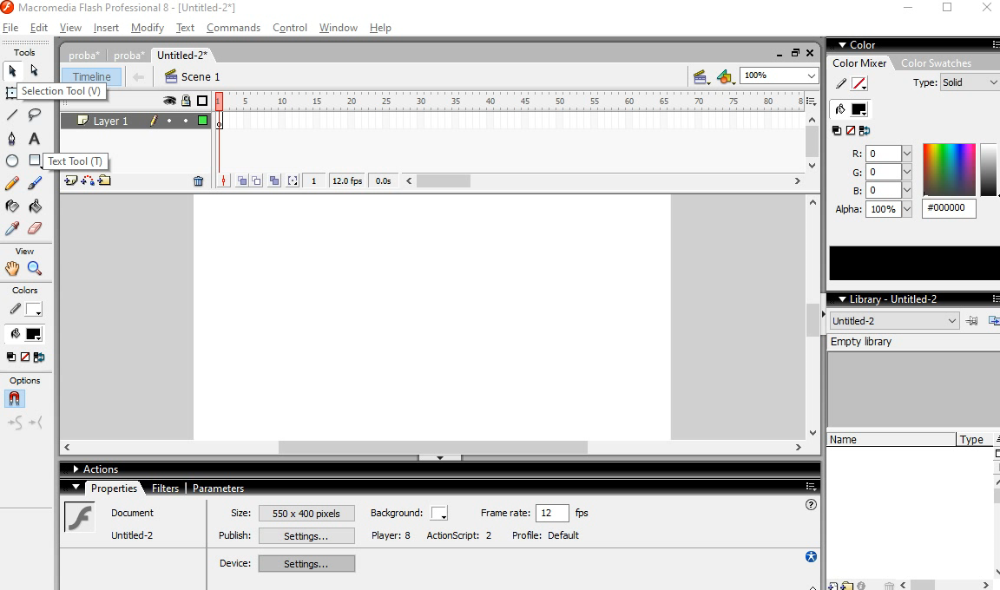 Macromedia Flash Professional 8 - [Untitled-2*]
File Edit View Insert Modify Text Commands Control Window Help
Tools
Selection Tool (V)
Text Tool (T)
View
Colors
Options
proba* proba* Untitled-2*
Timeline Scene 1 100%
1 5 10 15 20 25 30 35 40 45 50 55 60 65 70 75 80 8
Layer 1
1 12.0 fps 0.0s
Actions
Properties Filters Parameters
Document Size: 550 x 400 pixels Background: Frame rate: 12 fps
Untitled-2 Publish: Settings... Player: 8 ActionScript: 2 Profile: Default
Device: Settings...
Color
Color Mixer Color Swatches
Type: Solid
R: 0
G: 0
B: 0
Alpha: 100% #000000
Library - Untitled-2
Untitled-2
Empty library
Name Type